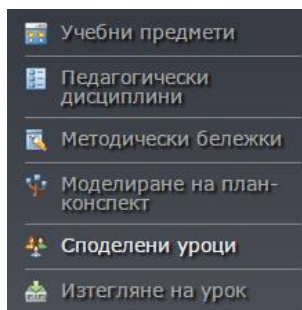 Учебни предмети
Педагогически
дисциплини
Методически бележки
Моделиране на план-
конспект
Споделени уроци
Изтегляне на урок